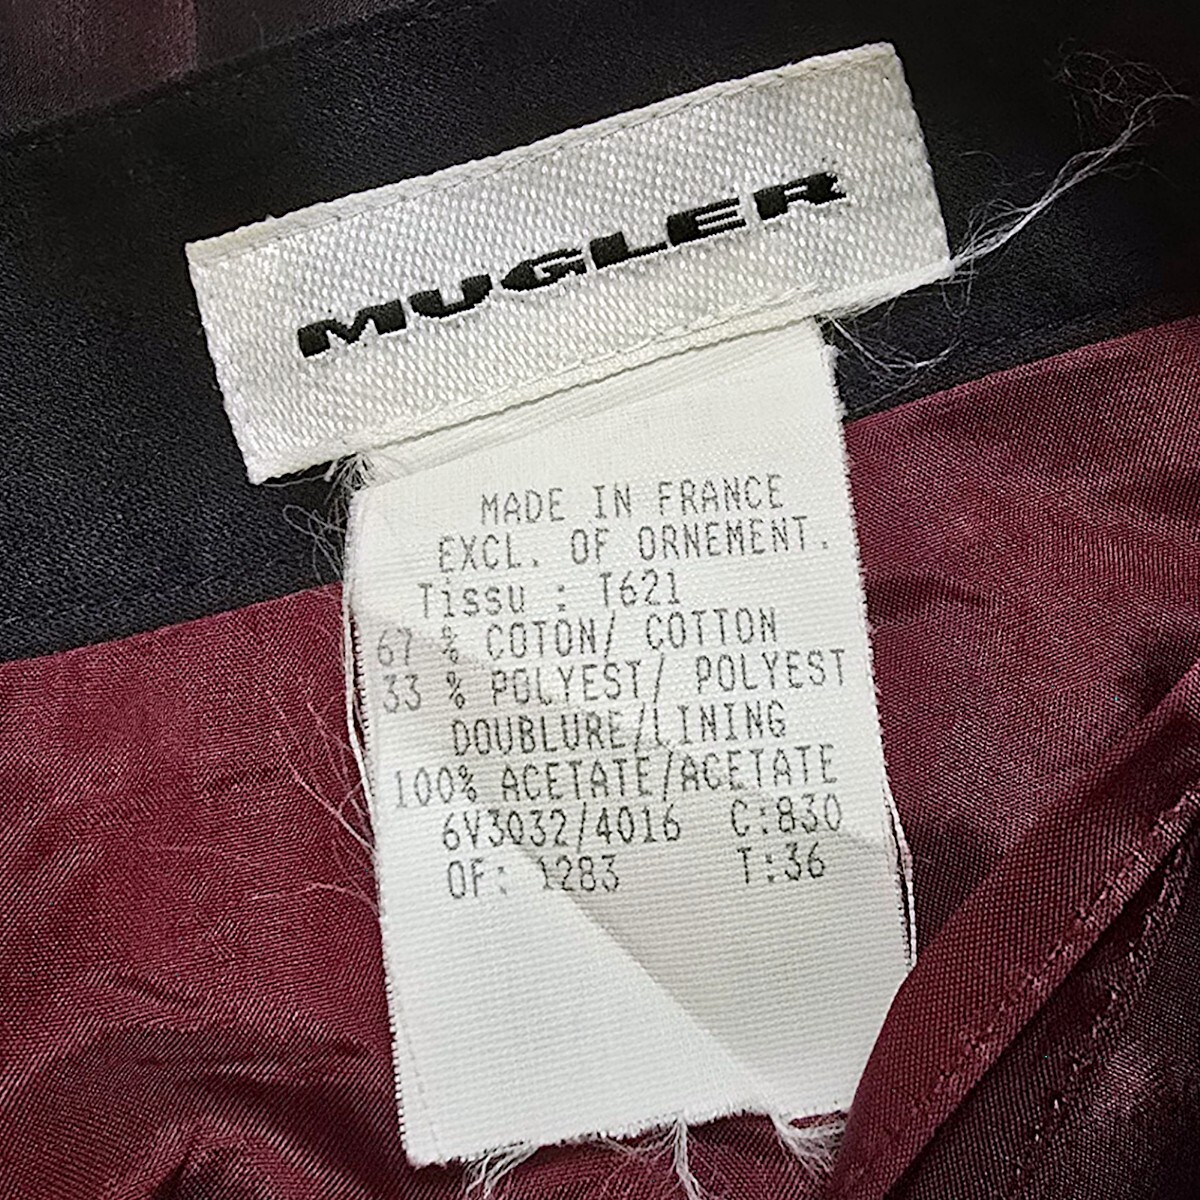 MUGLER
MADE IN FRANCE
EXCL. OF ORNEMENT.
Tissu : T621
67 % COTON/ COTTON
33 % POLYEST/ POLYEST
DOUBLURE/LINING
100% ACETATE/ACETATE
6V3032/4016 C:830
OF: 1283 T:36